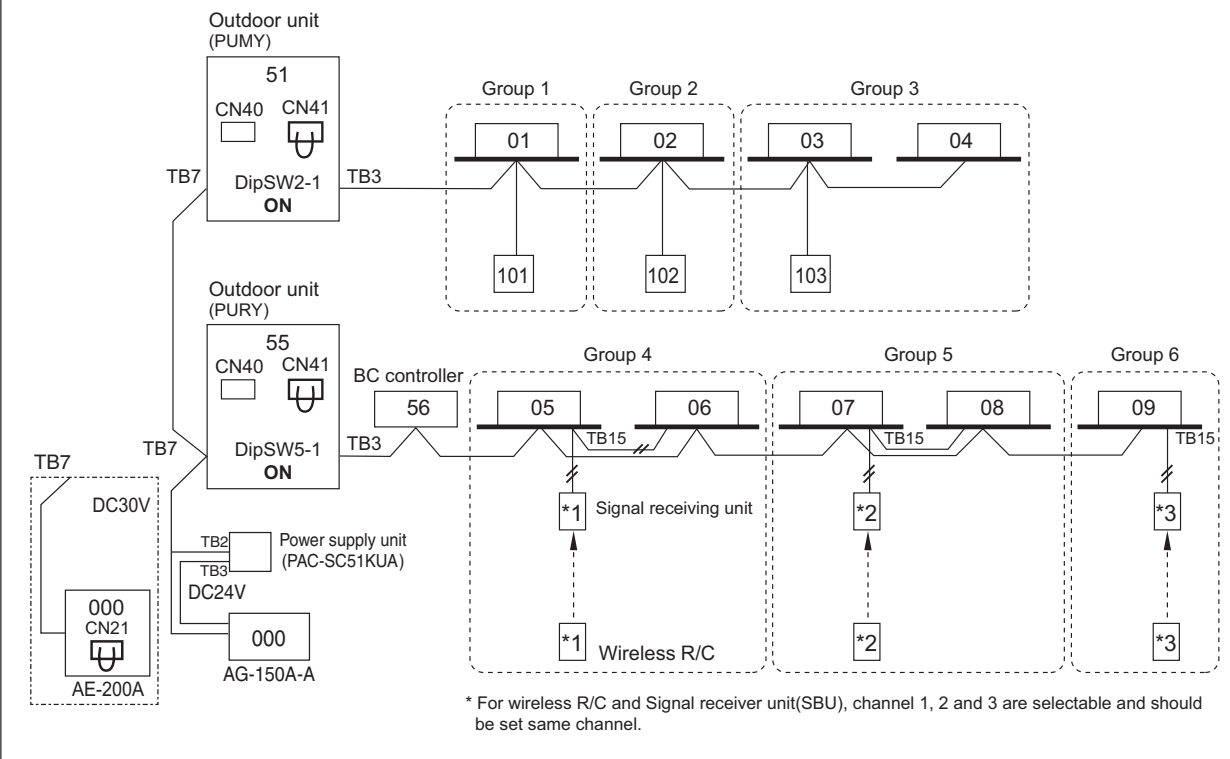 Outdoor unit
(PUMY)
51
CN40 CN41
DipSW2-1
ON
TB7
TB3
Group 1
Group 2
Group 3
01
02
03
04
101
102
103
Outdoor unit
(PURY)
55
CN40 CN41
DipSW5-1
ON
TB7
TB3
BC controller
56
Group 4
Group 5
Group 6
05
06
07
08
09
TB15
TB15
TB15
*1
Signal receiving unit
*2
*3
*1
Wireless R/C
*2
*3
TB7
DC30V
000
CN21
AE-200A
TB2
TB3
Power supply unit
(PAC-SC51KUA)
DC24V
000
AG-150A-A
* For wireless R/C and Signal receiver unit(SBU), channel 1, 2 and 3 are selectable and should
be set same channel.